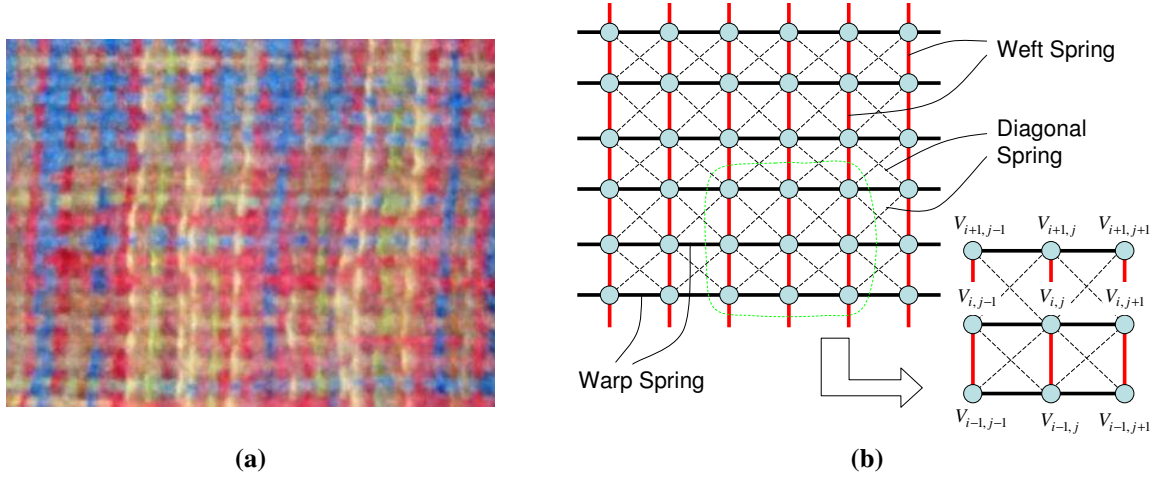 Weft Spring
Diagonal
Spring
Warp Spring
V_{i+1,j-1} V_{i+1,j} V_{i+1,j+1}
V_{i,j-1} V_{i,j} V_{i,j+1}
V_{i-1,j-1} V_{i-1,j} V_{i-1,j+1}
(a) (b)